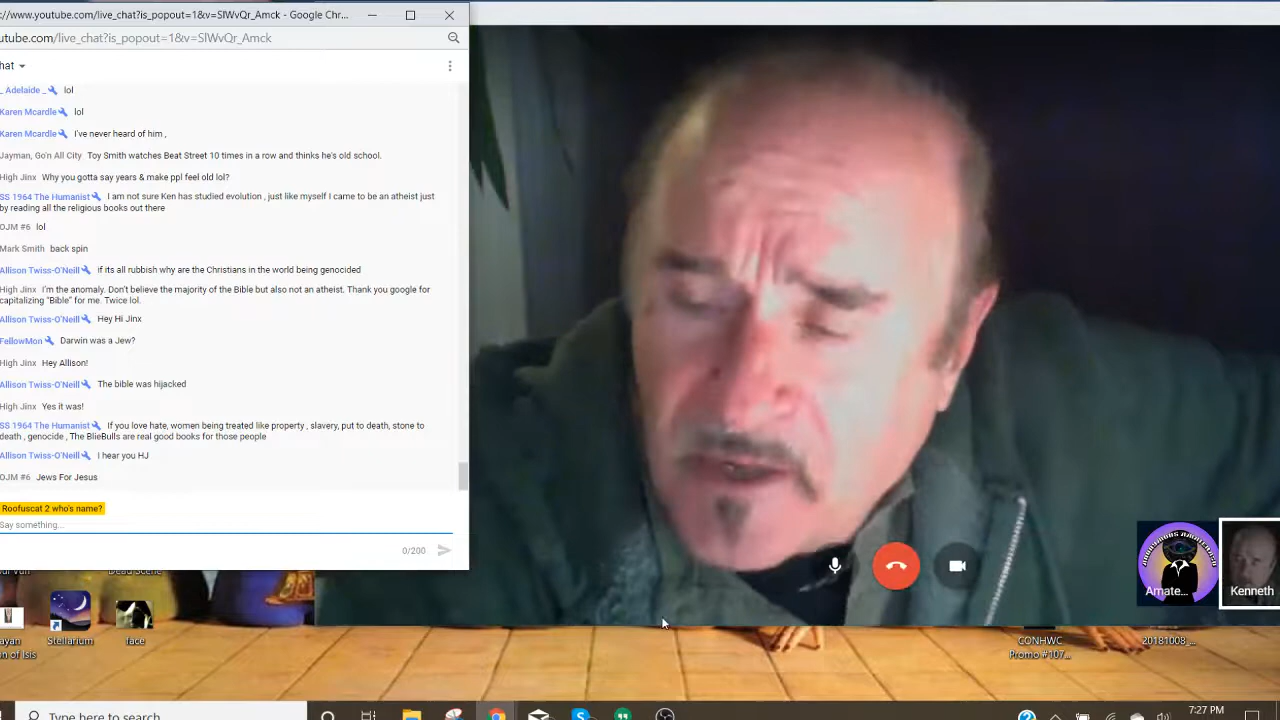 ://www.youtube.com/live_chat?is_popout=1&v=SlWvQr_Amck - Google Chr...
utube.com/live_chat?is_popout=1&v=SlWvQr_Amck
hat
_ Adelaide _ lol
Karen Mcardle lol
Karen Mcardle I've never heard of him ,
Jayman, Go'n All City Toy Smith watches Beat Street 10 times in a row and thinks he's old school.
High Jinx Why you gotta say years & make ppl feel old lol?
SS 1964 The Humanist I am not sure Ken has studied evolution , just like myself I came to be an atheist just
by reading all the religious books out there
OJM #6 lol
Mark Smith back spin
Allison Twiss-O'Neill if its all rubbish why are the Christians in the world being genocided
High Jinx I'm the anomaly. Don't believe the majority of the Bible but also not an atheist. Thank you google for
capitalizing "Bible" for me. Twice lol.
Allison Twiss-O'Neill Hey Hi Jinx
FellowMon Darwin was a Jew?
High Jinx Hey Allison!
Allison Twiss-O'Neill The bible was hijacked
High Jinx Yes it was!
SS 1964 The Humanist If you love hate, women being treated like property , slavery, put to death, stone to
death , genocide , The BlieBulls are real good books for those people
Allison Twiss-O'Neill I hear you HJ
OJM #6 Jews For Jesus
Roofuscat 2 who's name?
Say something...
0/200
Amate...
Kenneth
Dead Scene
ayan
on of Isis
Stellarium
face
CONHWC
Promo #107...
20181008_...
Type here to search
7:27 PM